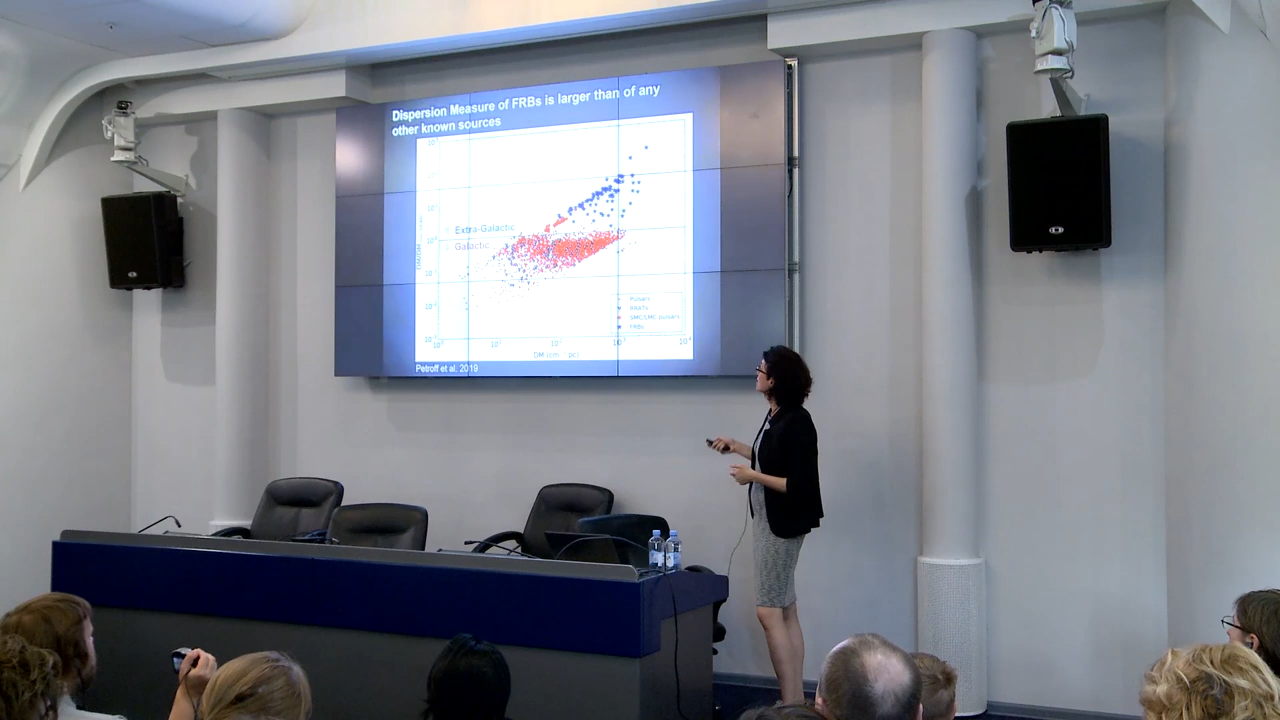 Dispersion Measure of FRBs is larger than of any
other known sources
Extra-Galactic
Galactic
Pulsars
RRATs
SMC/LMC pulsars
FRBs
DM (cm pc)
Petroff et al. 2019